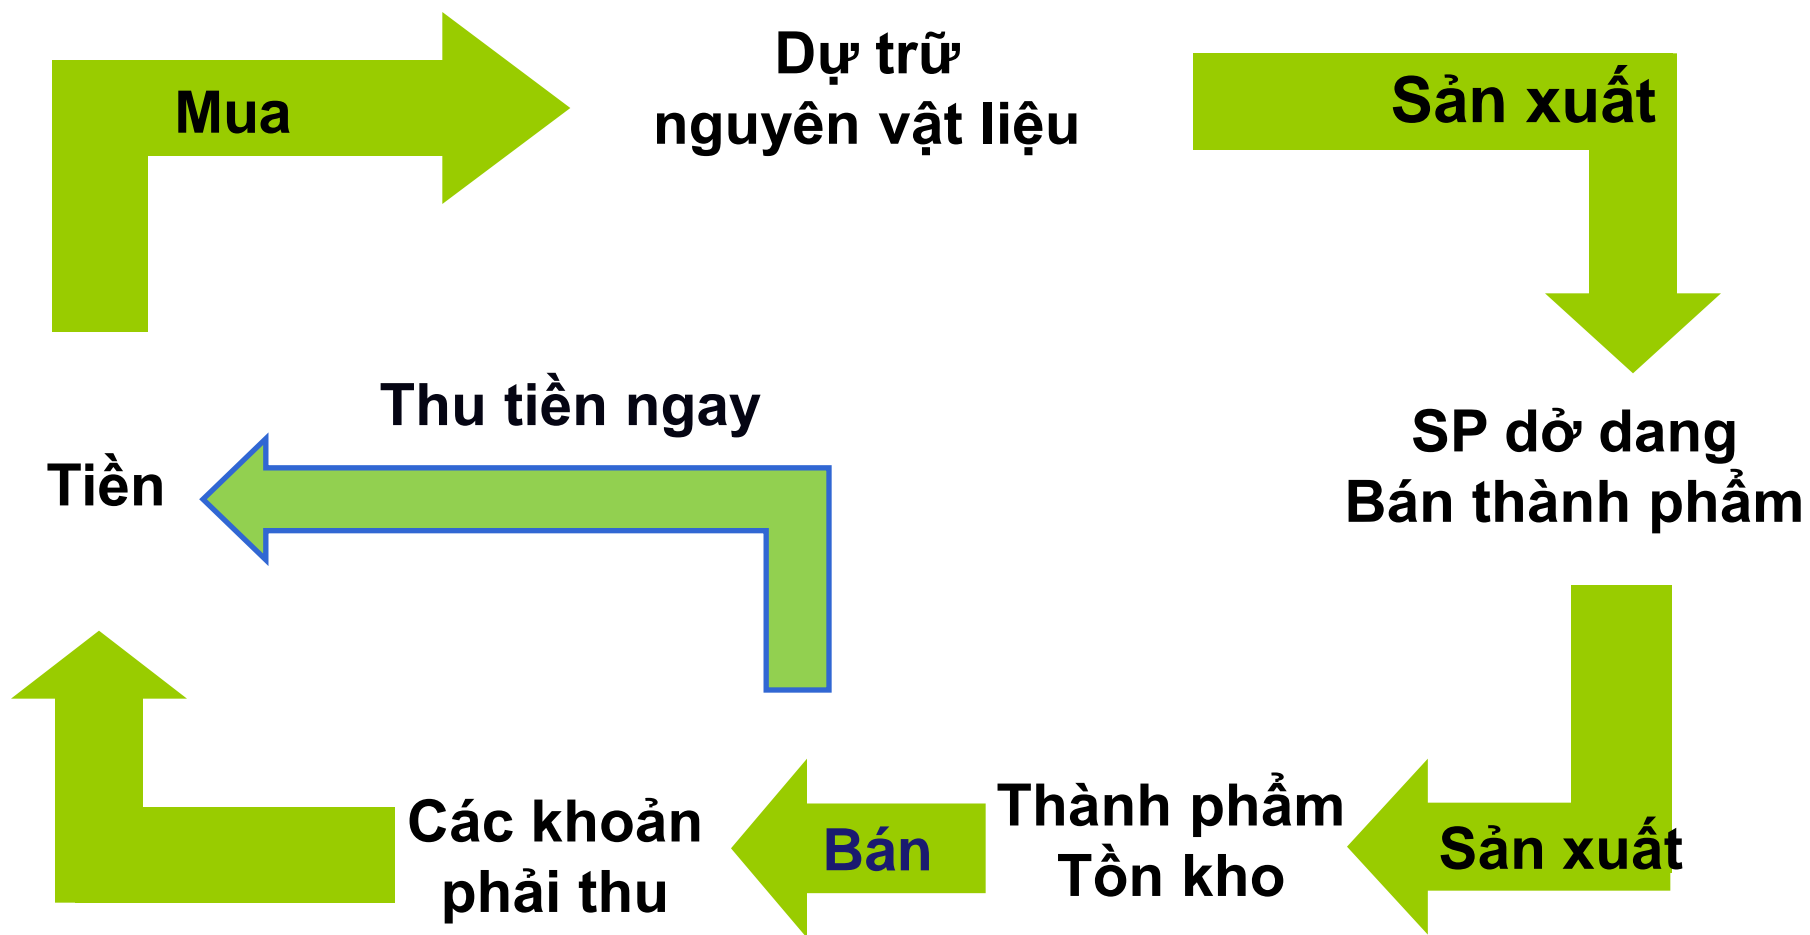 Mua
Dự trữ
nguyên vật liệu
Sản xuất
Thu tiền ngay
Tiền
SP dở dang
Bán thành phẩm
Các khoản
phải thu
Bán
Thành phẩm
Tồn kho
Sản xuất